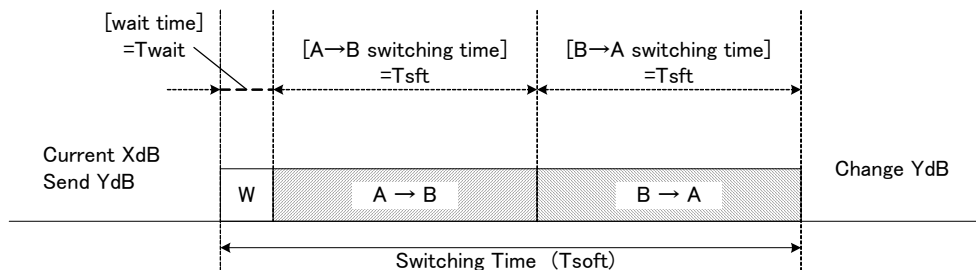 [wait time]
=Twait
[A→B switching time]
=Tsft
[B→A switching time]
=Tsft
Current XdB
Send YdB
W
A → B
B → A
Change YdB
Switching Time (Tsoft)